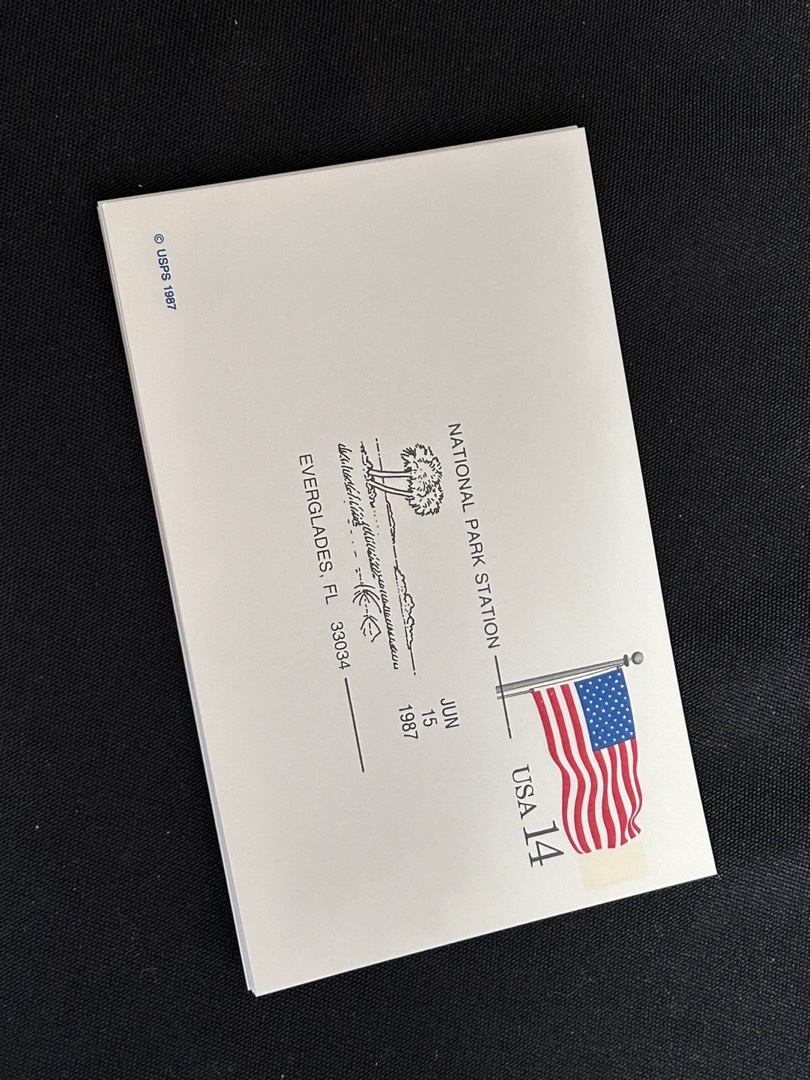 USA 14
NATIONAL PARK STATION
JUN
15
1987
EVERGLADES, FL 33034
© USPS 1987